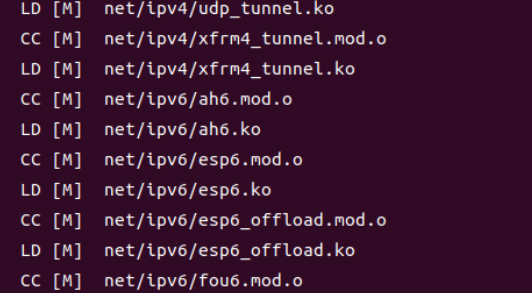 LD [M]  net/ipv4/udp_tunnel.ko
CC [M]  net/ipv4/xfrm4_tunnel.mod.o
LD [M]  net/ipv4/xfrm4_tunnel.ko
CC [M]  net/ipv6/ah6.mod.o
LD [M]  net/ipv6/ah6.ko
CC [M]  net/ipv6/esp6.mod.o
LD [M]  net/ipv6/esp6.ko
CC [M]  net/ipv6/esp6_offload.mod.o
LD [M]  net/ipv6/esp6_offload.ko
CC [M]  net/ipv6/fou6.mod.o